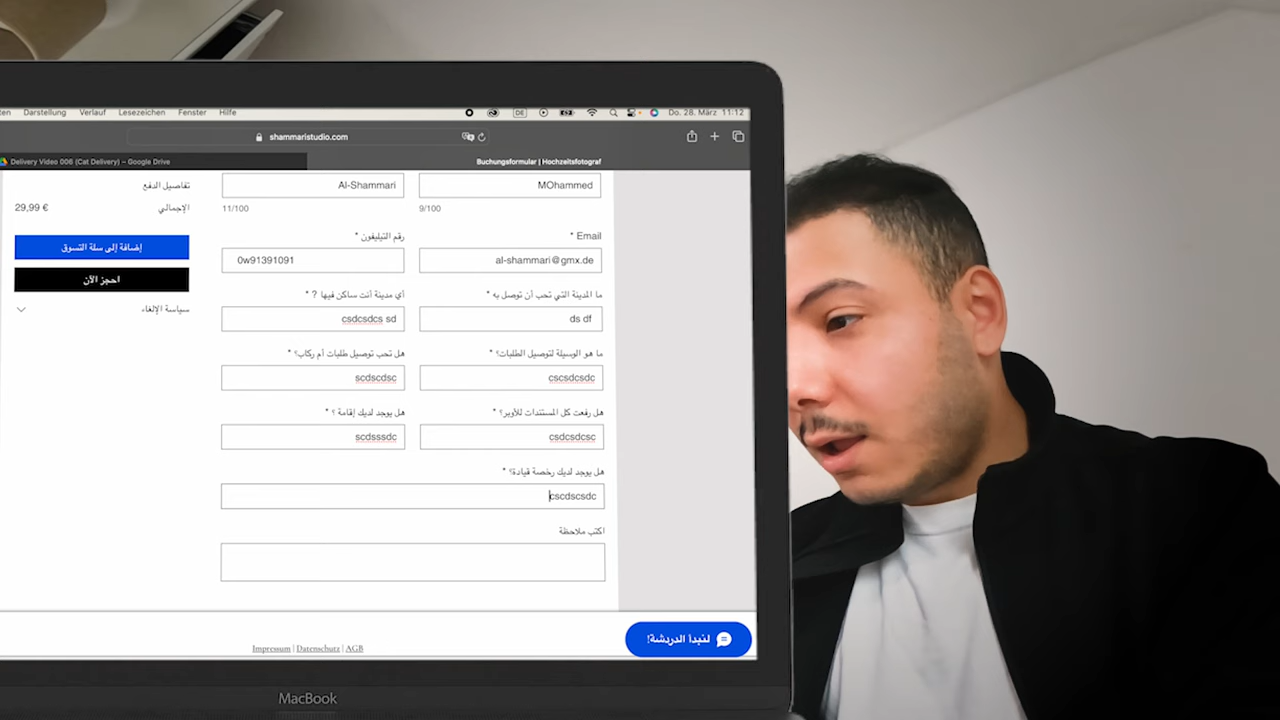 ten Darstellung Verlauf Lesezeichen Fenster Hilfe DE Do. 28. März 11:12
shammaristudio.com
Delivery Video 006 (Cat Delivery) – Google Drive
Buchungsformular | Hochzeitsfotograf
تفاصيل الدفع
الإجمالي 29,99 €
إضافة إلى سلة التسوق
احجز الآن
سياسة الإلغاء
MOhammed
Al-Shammari
9/100
11/100
Email *
رقم التيليفون *
al-shammari@gmx.de
0w91391091
ما المدينة التي تحب أن توصل به *
أي مدينة أنت ساكن فيها ? *
ds df
csdcsdcs sd
ما هو الوسيلة لتوصيل الطلبات؟ *
هل تحب توصيل طلبات أم ركاب؟ *
cscsdcsdc
scdscdsc
هل رفعت كل المستندات للأوبر؟ *
هل يوجد لديك إقامة ؟ *
csdcsdcsc
scdsssdc
هل يوجد لديك رخصة قيادة؟ *
cscdscsdc
اكتب ملاحظة
لنبدأ الدردشة!
Impressum | Datenschutz | AGB
MacBook